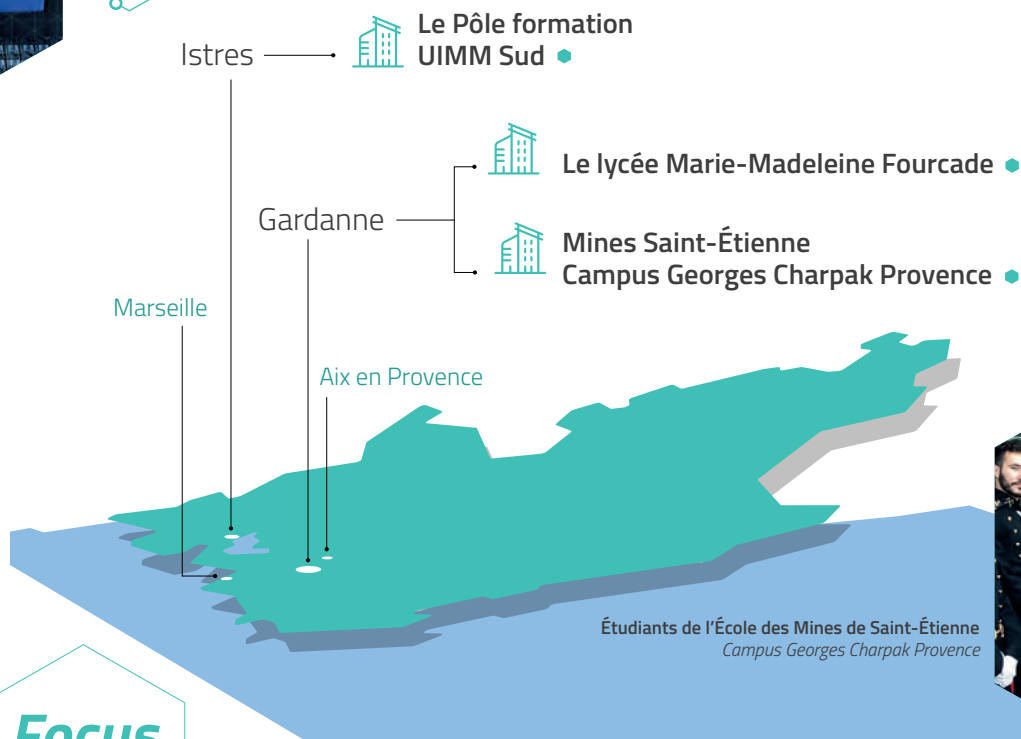 Le Pôle formation
UIMM Sud
Istres
Le lycée Marie-Madeleine Fourcade
Gardanne
Mines Saint-Étienne
Campus Georges Charpak Provence
Marseille
Aix en Provence
Étudiants de l'École des Mines de Saint-Étienne
Campus Georges Charpak Provence
Focus